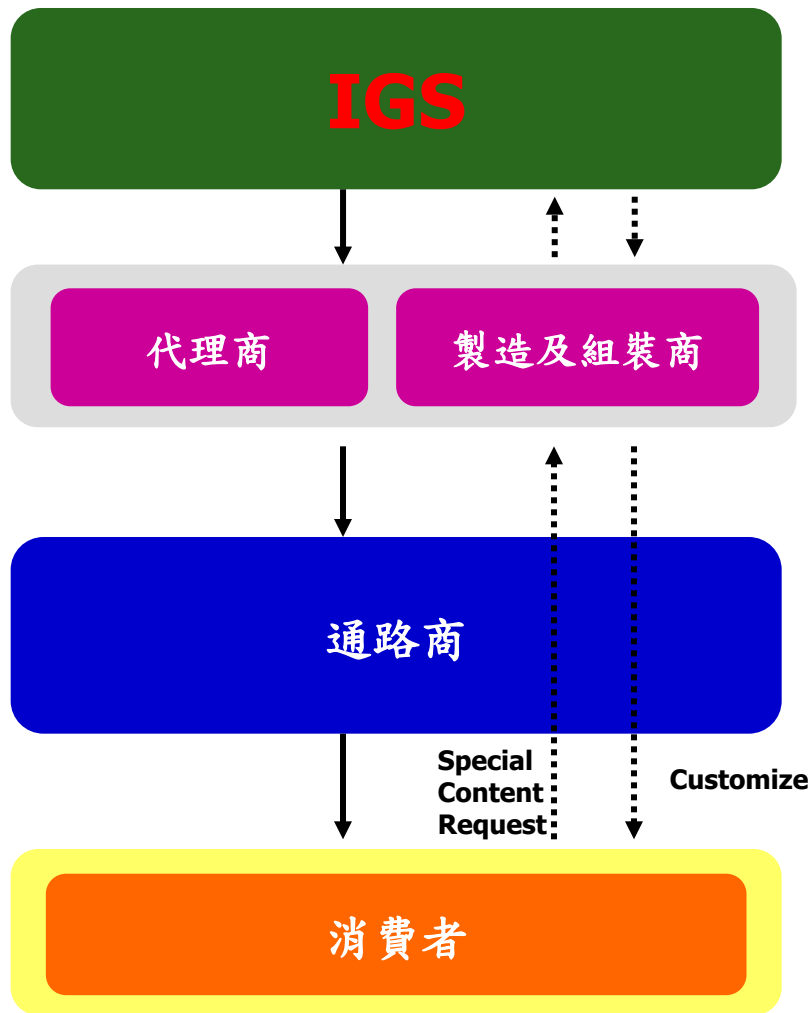 IGS
代理商
製造及組裝商
通路商
Special
Content
Request
Customize
消費者